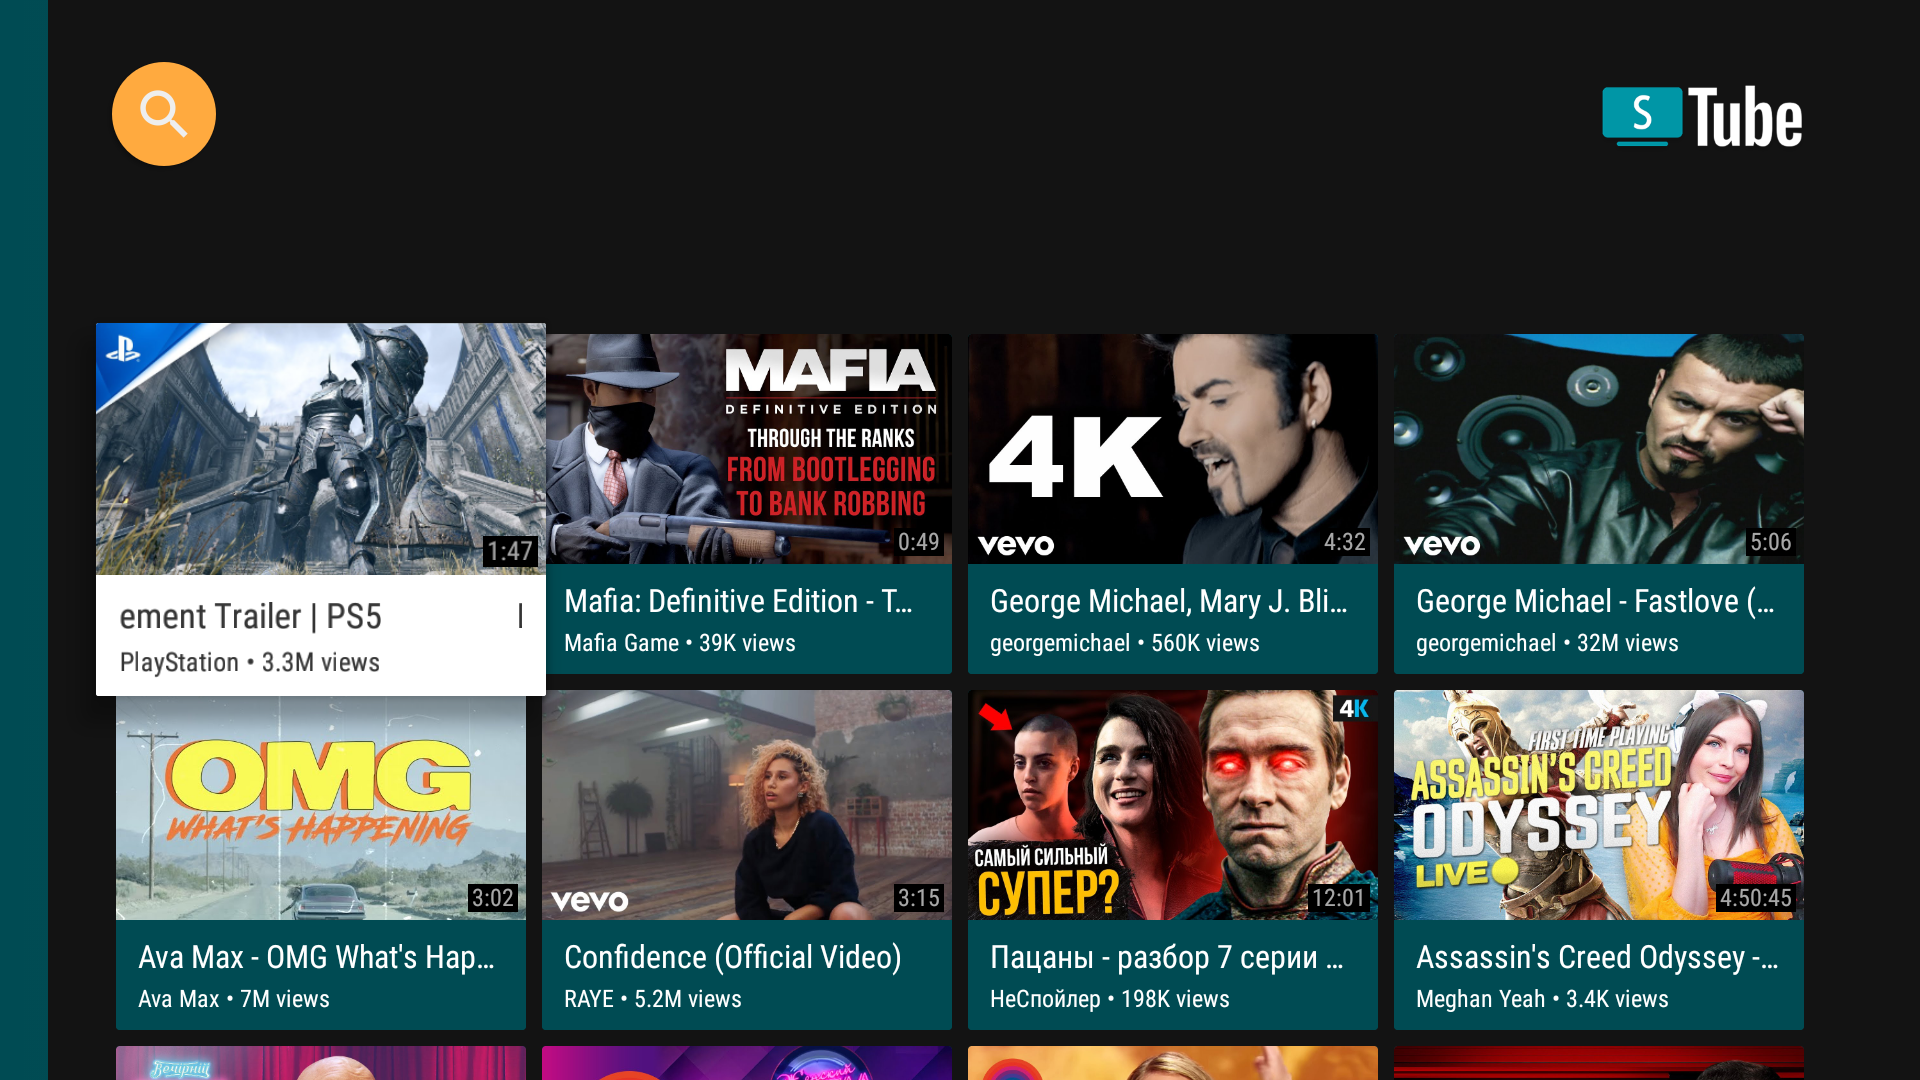 S Tube
1:47
ement Trailer | PS5 I
PlayStation • 3.3M views
MAFIA
DEFINITIVE EDITION
THROUGH THE RANKS
FROM BOOTLEGGING
TO BANK ROBBING
0:49
Mafia: Definitive Edition - T...
Mafia Game • 39K views
4K
vevo
4:32
George Michael, Mary J. Bli...
georgemichael • 560K views
vevo
5:06
George Michael - Fastlove (...
georgemichael • 32M views
OMG
WHAT'S HAPPENING
3:02
Ava Max - OMG What's Hap...
Ava Max • 7M views
vevo
3:15
Confidence (Official Video)
RAYE • 5.2M views
4K
САМЫЙ СИЛЬНЫЙ
СУПЕР?
12:01
Пацаны - разбор 7 серии ...
НеСпойлер • 198K views
FIRST TIME PLAYING
ASSASSIN'S CREED
ODYSSEY
LIVE
4:50:45
Assassin's Creed Odyssey -...
Meghan Yeah • 3.4K views
Вечерний
Женский